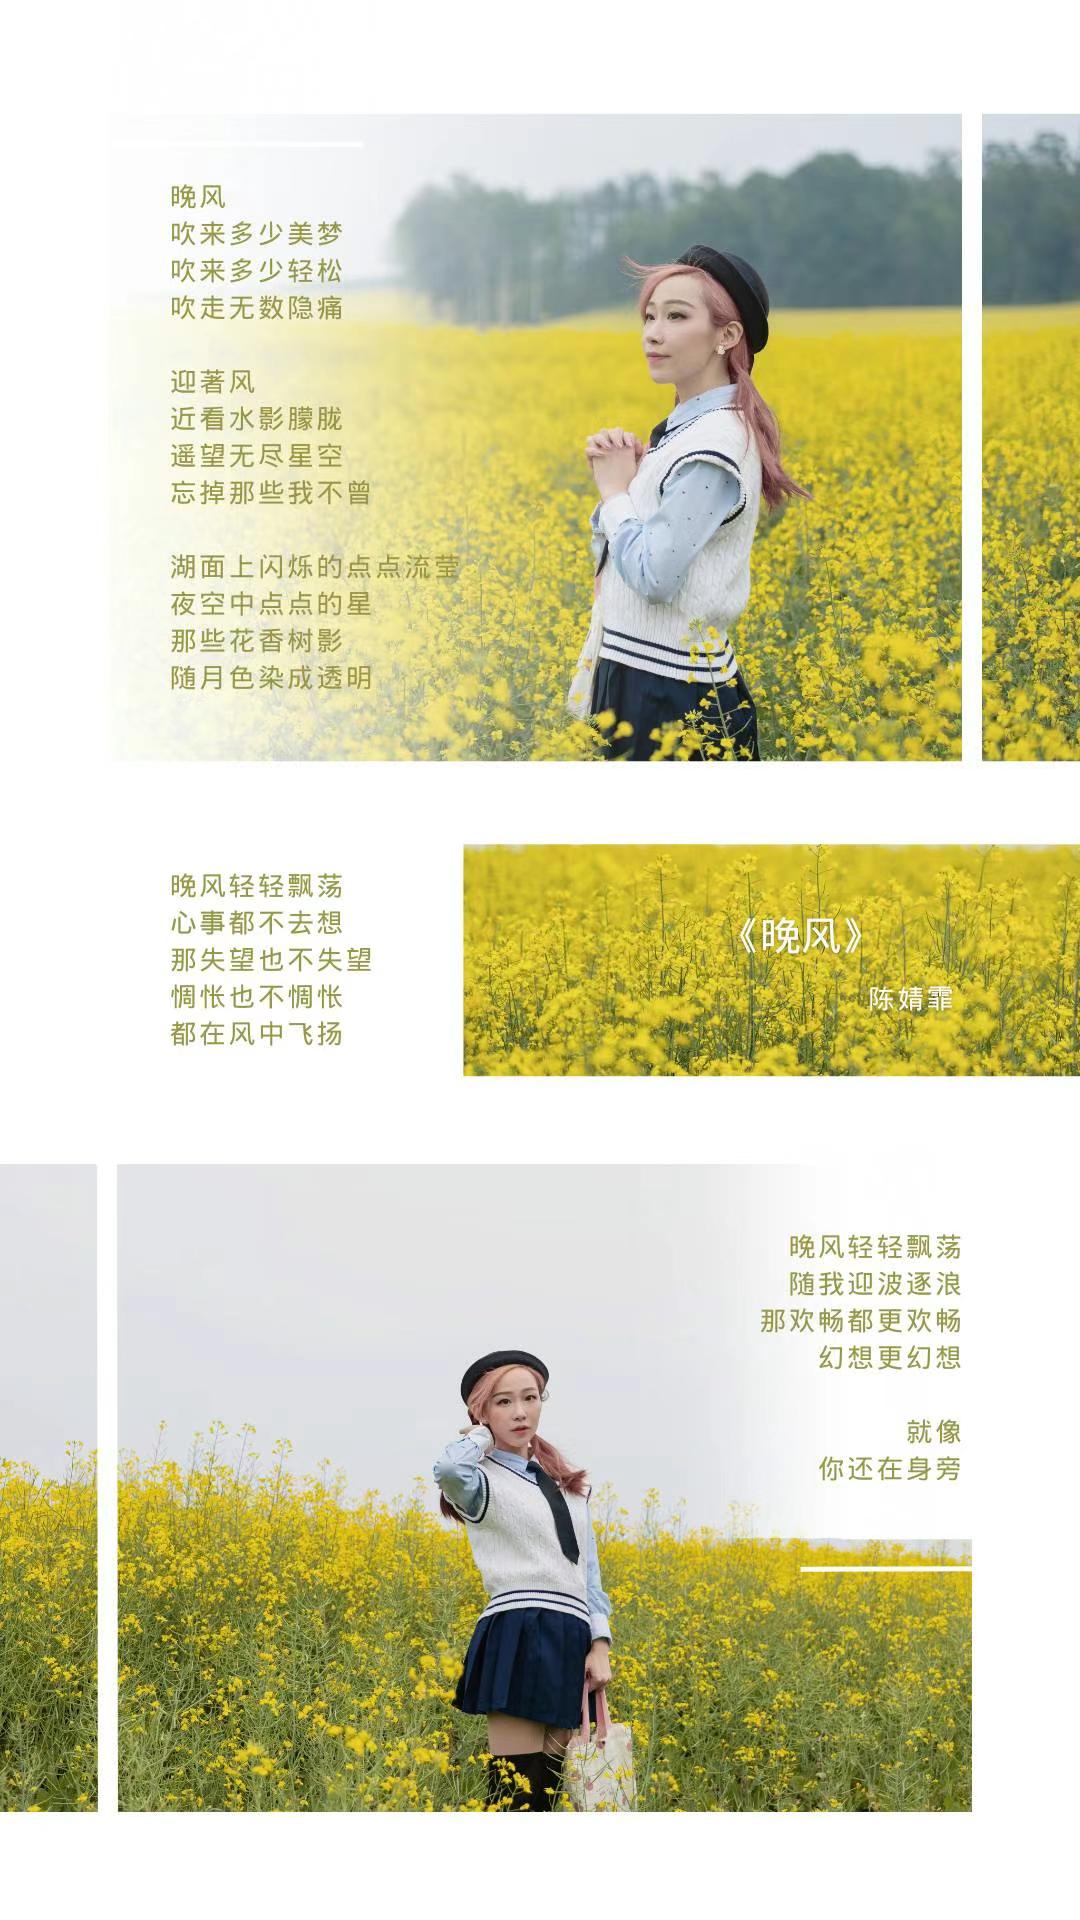 晚风
吹来多少美梦
吹来多少轻松
吹走无数隐痛
迎著风
近看水影朦胧
遥望无尽星空
忘掉那些我不曾
湖面上闪烁的点点流莹
夜空中点点的星
那些花香树影
随月色染成透明
晚风轻轻飘荡
心事都不去想
那失望也不失望
惆怅也不惆怅
都在风中飞扬
《晚风》
陈婧霏
晚风轻轻飘荡
随我迎波逐浪
那欢畅都更欢畅
幻想更幻想
就像
你还在身旁